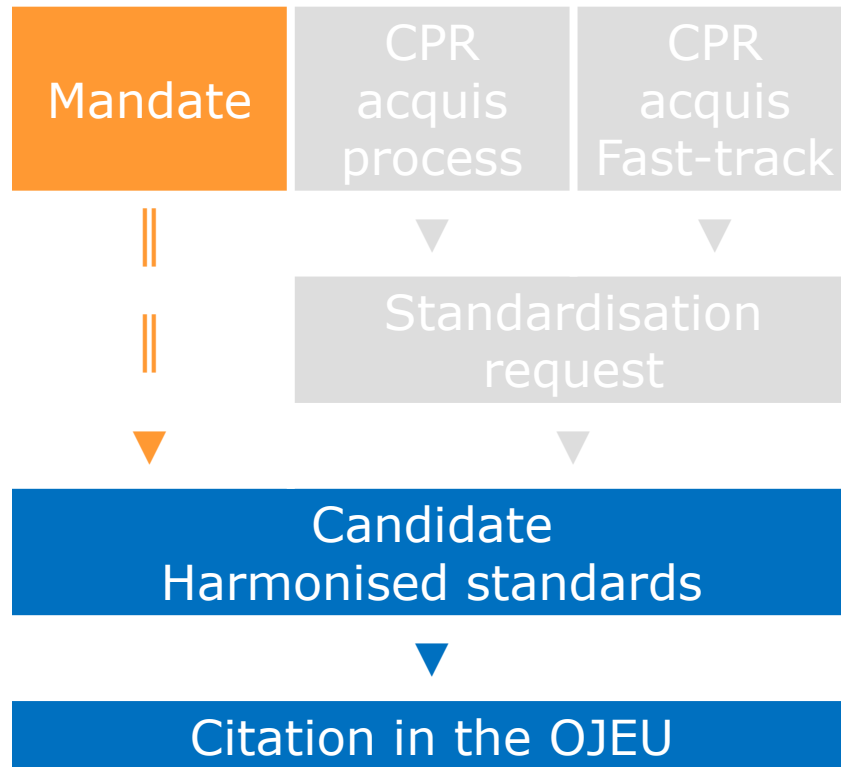 Mandate
CPR
acquis
process
CPR
acquis
Fast-track
Standardisation
request
Candidate
Harmonised standards
Citation in the OJEU